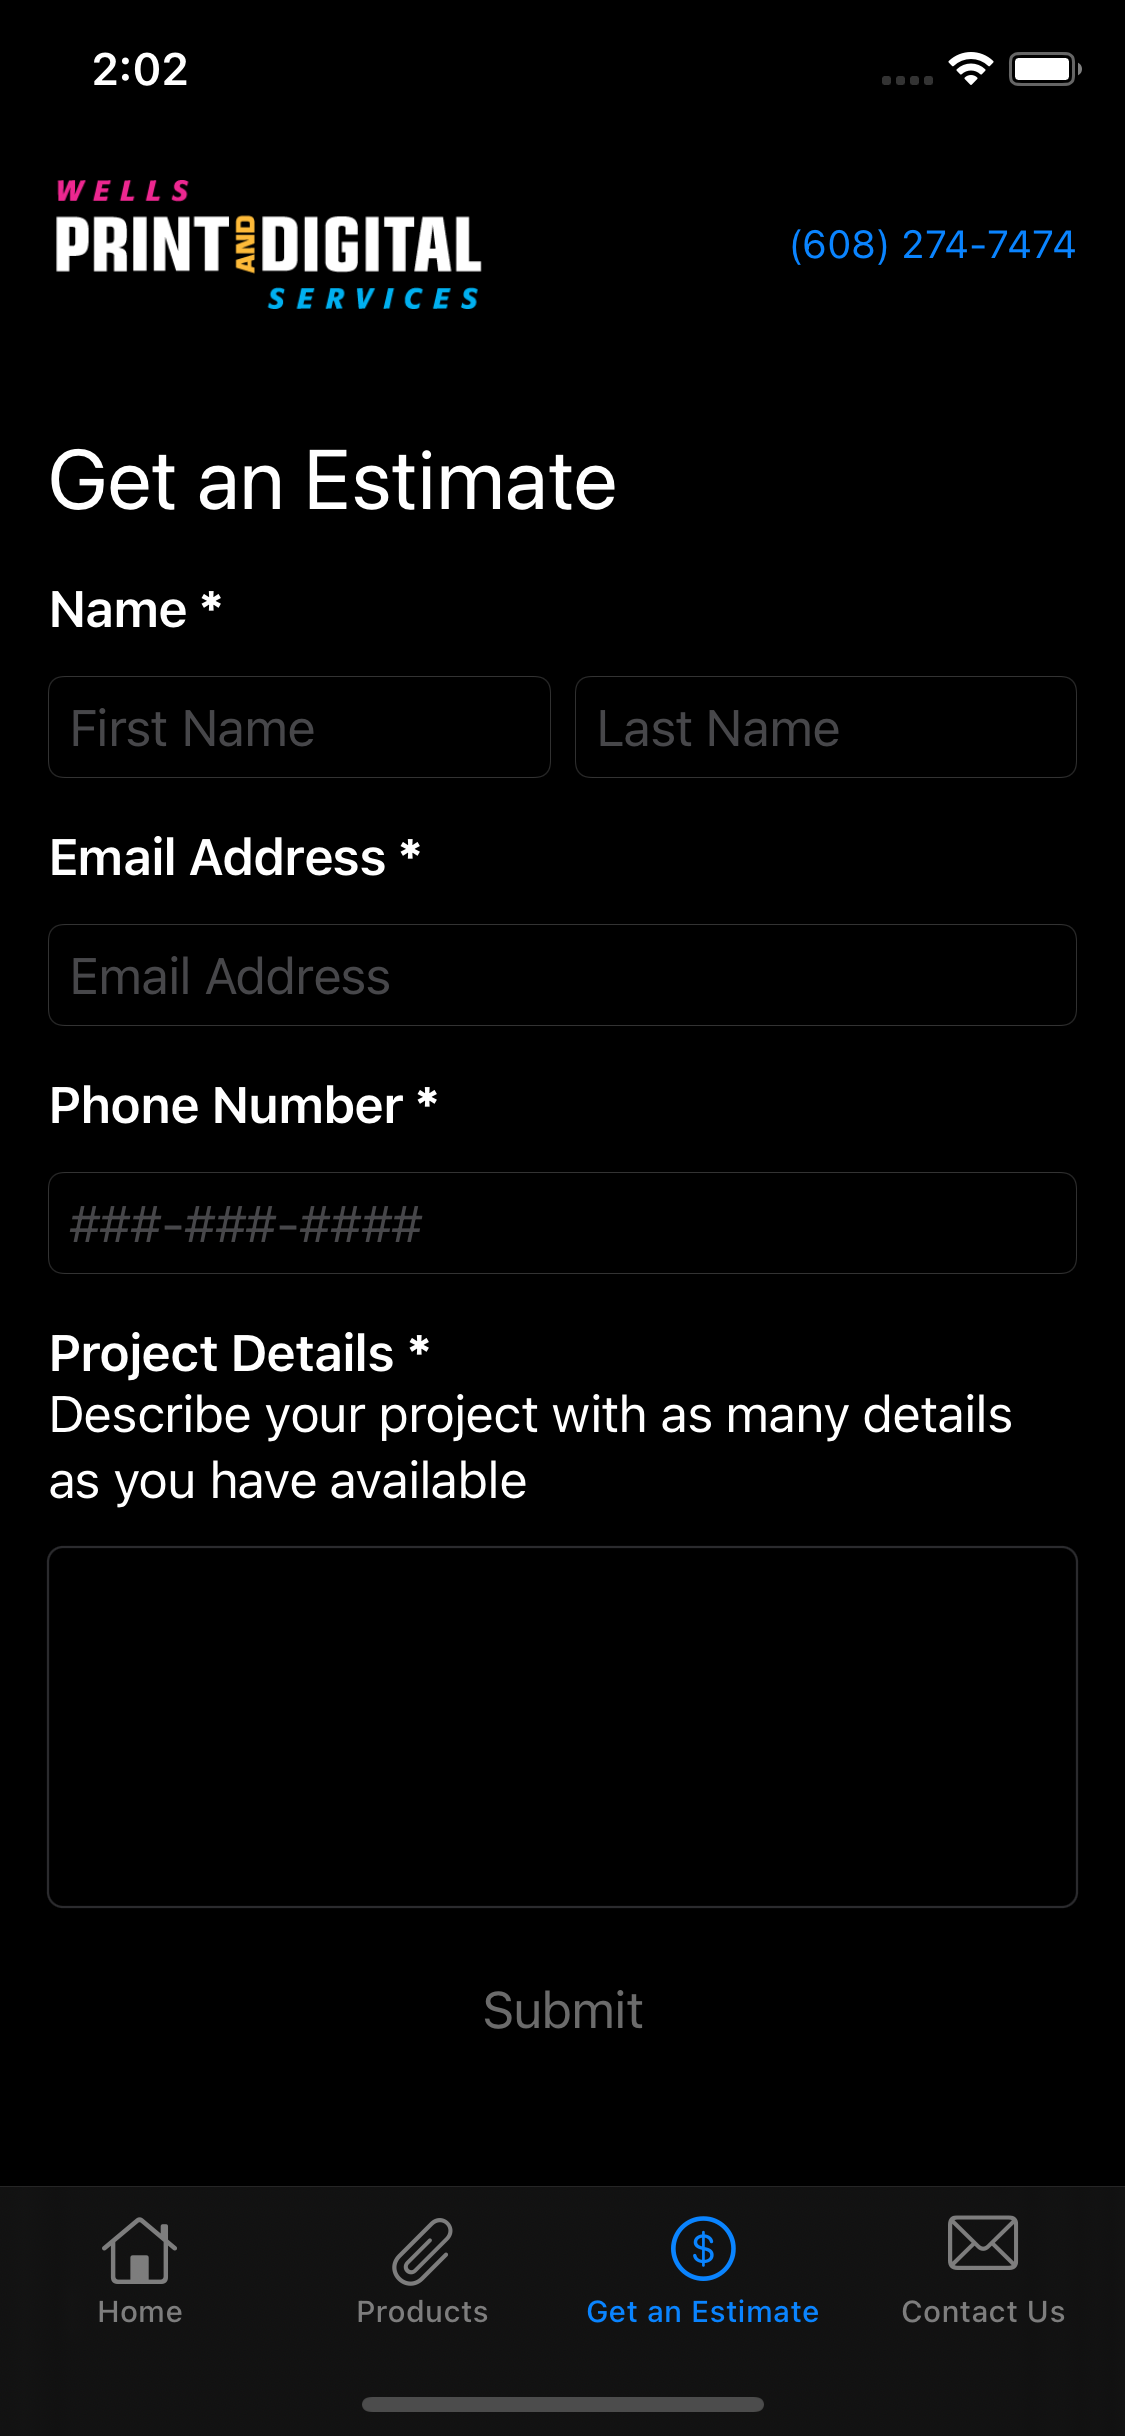 2:02
WELLS
PRINT AND DIGITAL
SERVICES
(608) 274-7474
Get an Estimate
Name *
First Name Last Name
Email Address *
Email Address
Phone Number *
###-###-####
Project Details *
Describe your project with as many details
as you have available
Submit
$
Home Products Get an Estimate Contact Us